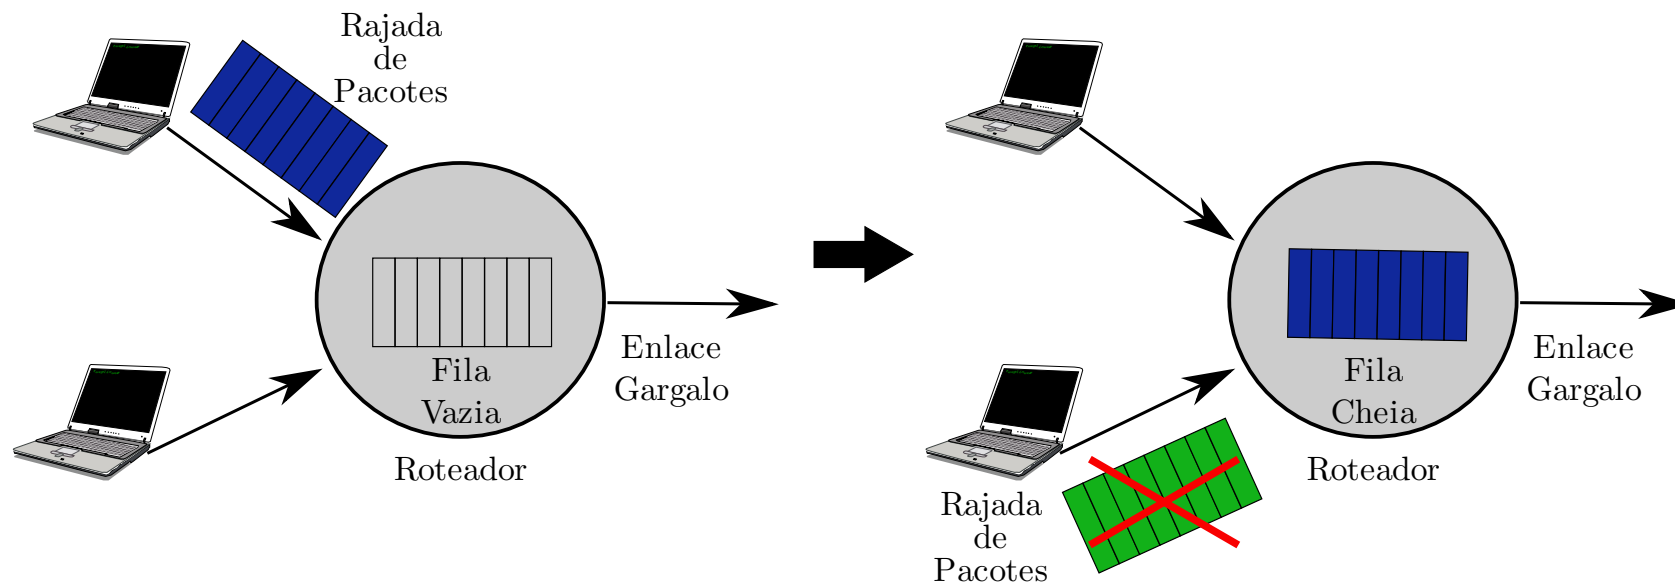 Rajada
de
Pacotes
Fila
Vazia
Enlace
Gargalo
Roteador
Fila
Cheia
Enlace
Gargalo
Roteador
Rajada
de
Pacotes